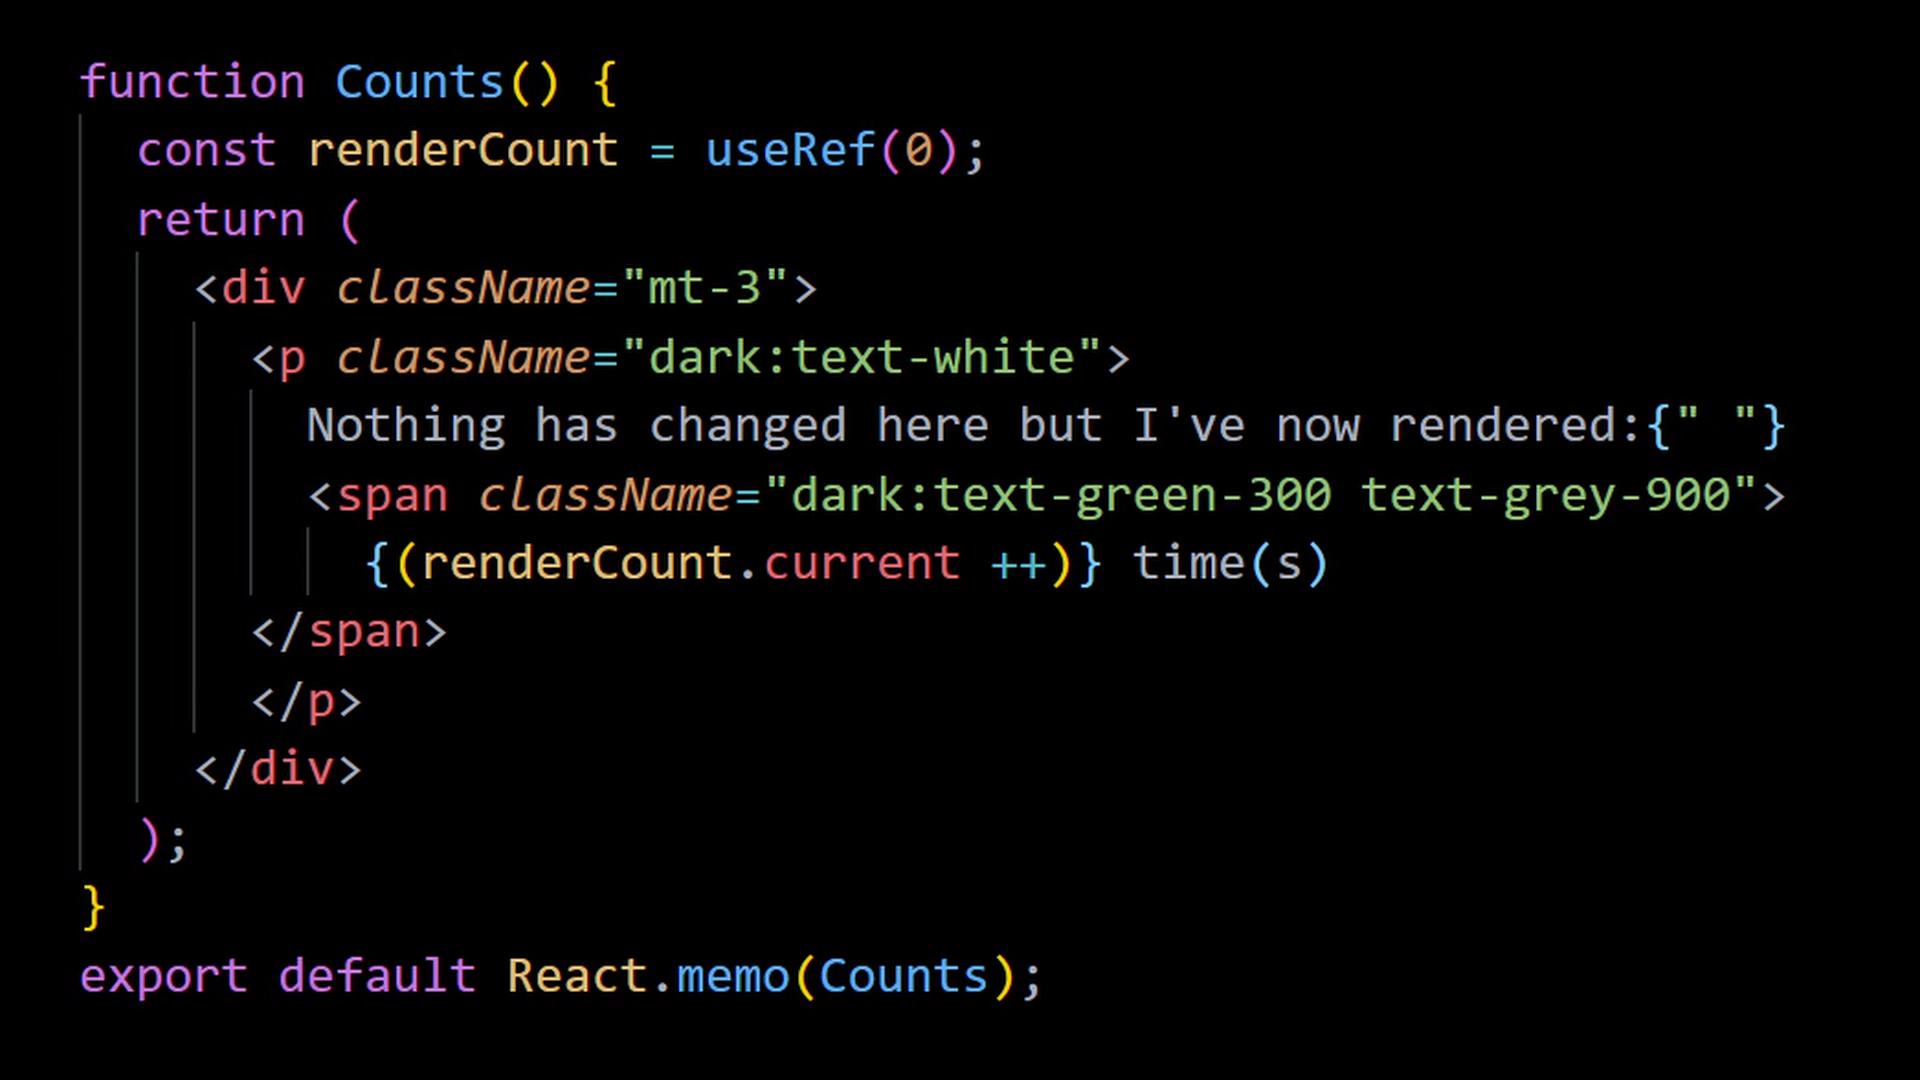 function Counts() {
  const renderCount = useRef(0);
  return (
    <div className="mt-3">
      <p className="dark:text-white">
        Nothing has changed here but I've now rendered:{" "}
        <span className="dark:text-green-300 text-grey-900">
          {(renderCount.current ++)} time(s)
      </span>
      </p>
    </div>
  );
}
export default React.memo(Counts);